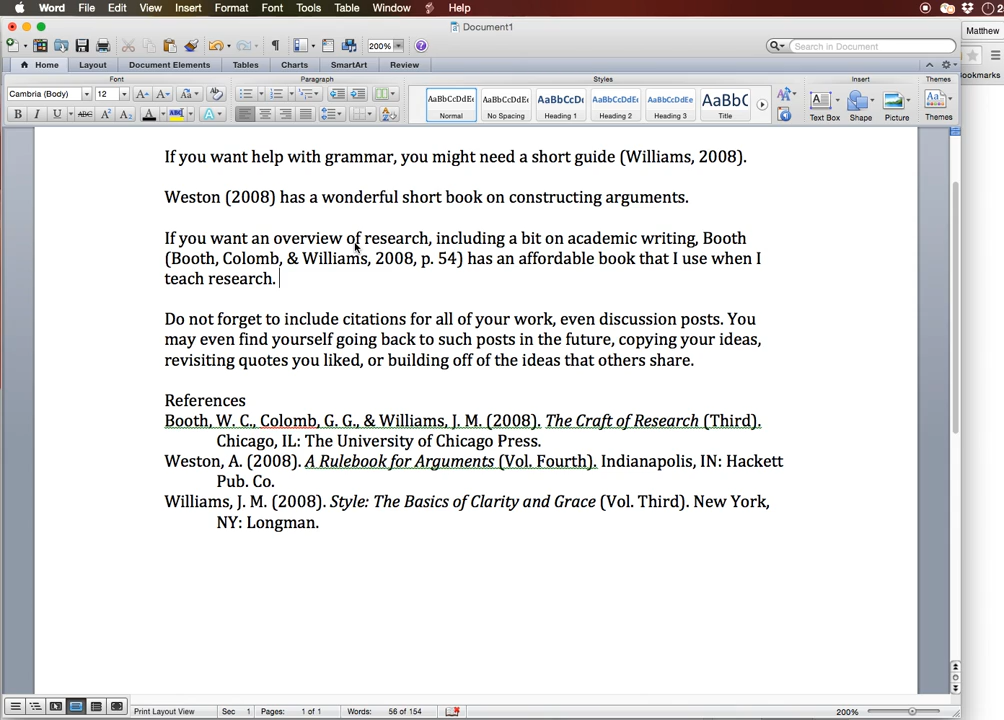 Word File Edit View Insert Format Font Tools Table Window Help
Matthew
Document1
200%
Search in Document
Home Layout Document Elements Tables Charts SmartArt Review
Font Paragraph Styles Insert Themes
Cambria (Body) 12
AaBbCcDdEe AaBbCcDdEe AaBbCcDc AaBbCcDdEe AaBbCcDdEe AaBbC
Normal No Spacing Heading 1 Heading 2 Heading 3 Title Text Box Shape Picture Themes
If you want help with grammar, you might need a short guide (Williams, 2008).
Weston (2008) has a wonderful short book on constructing arguments.
If you want an overview of research, including a bit on academic writing, Booth
(Booth, Colomb, & Williams, 2008, p. 54) has an affordable book that I use when I
teach research.
Do not forget to include citations for all of your work, even discussion posts. You
may even find yourself going back to such posts in the future, copying your ideas,
revisiting quotes you liked, or building off of the ideas that others share.
References
Booth, W. C., Colomb, G. G., & Williams, J. M. (2008). The Craft of Research (Third).
Chicago, IL: The University of Chicago Press.
Weston, A. (2008). A Rulebook for Arguments (Vol. Fourth). Indianapolis, IN: Hackett
Pub. Co.
Williams, J. M. (2008). Style: The Basics of Clarity and Grace (Vol. Third). New York,
NY: Longman.
Print Layout View Sec 1 Pages: 1 of 1 Words: 56 of 154 200%